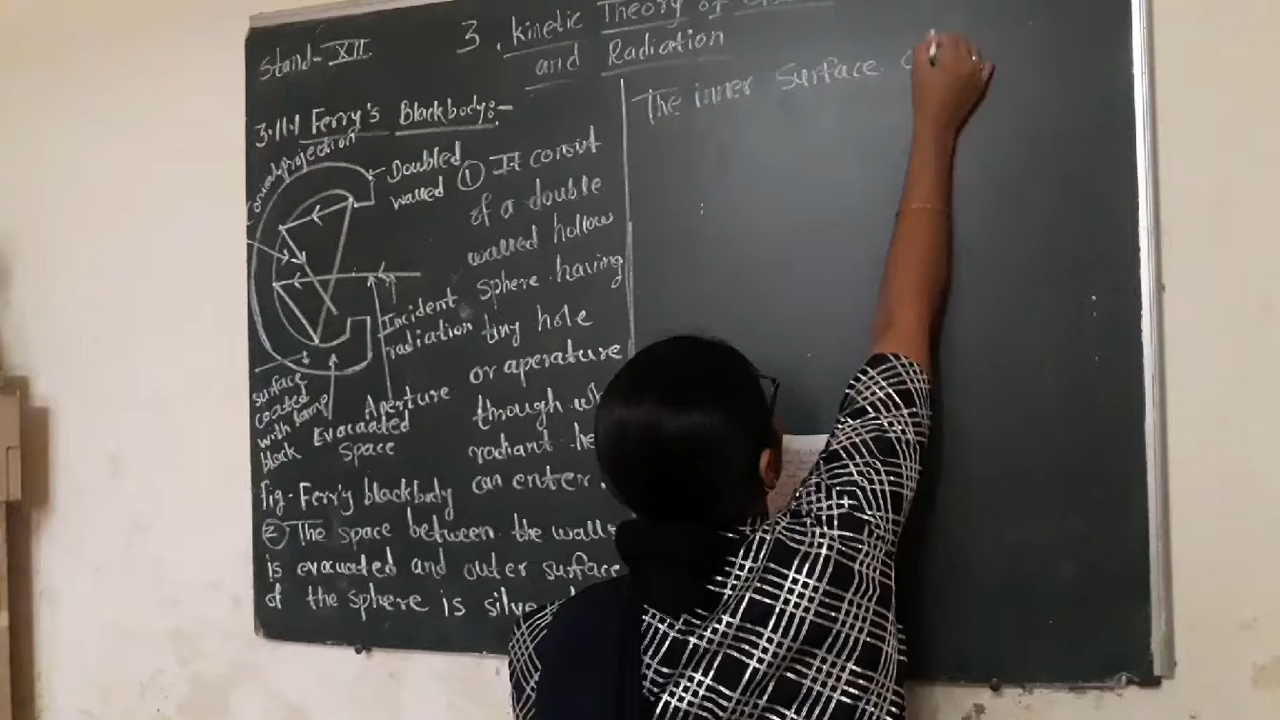 Stand- XII
3. kinetic Theory of
and Radiation
3.11.1 Ferry's Blackbody:-
projection
Doubled
walled
Incident
radiation
Aperture
Evacuated
Space
surface
coated
with lamp
black
fig- Ferry blackbody
① It consist
of a double
walled hollow
sphere having
tiny hole
or aperature
through
radiant
can enter.
② The space between the walls
is evacuated and outer surface
of the sphere is
The inner Surface